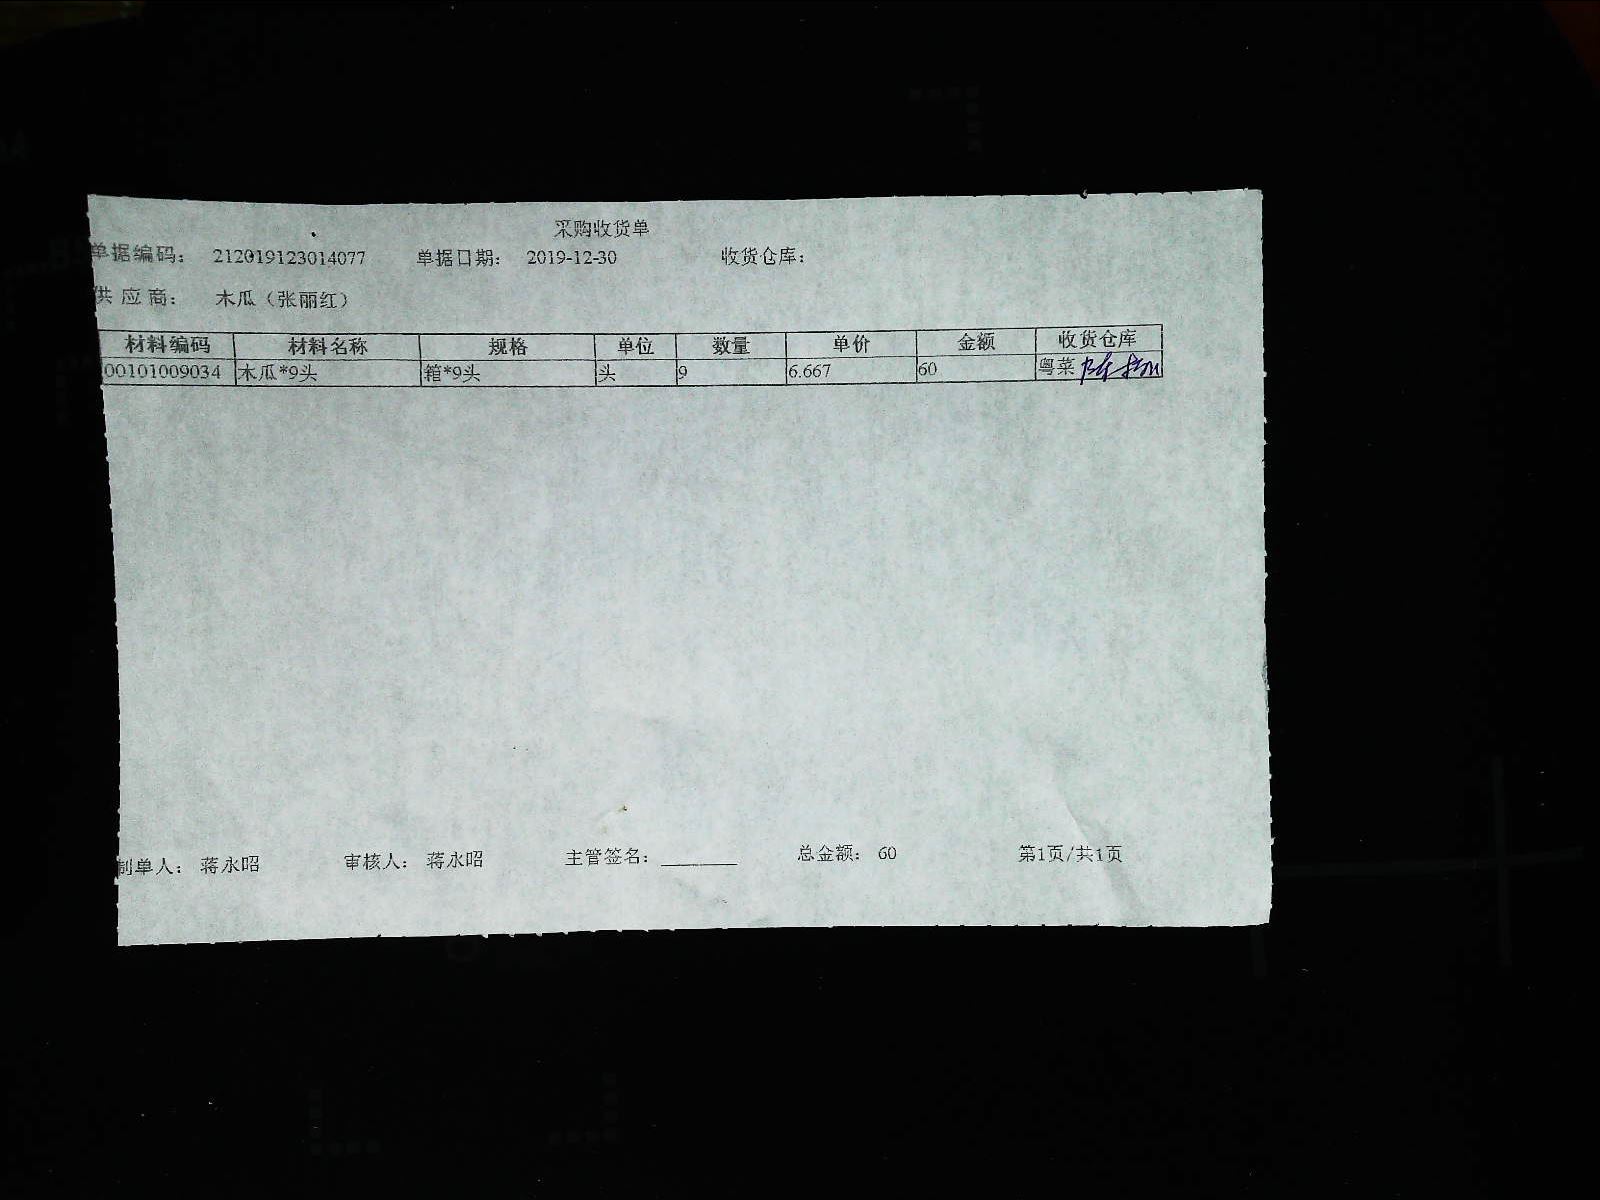 采购收货单
单据编码： 212019123014077 单据日期： 2019-12-30 收货仓库：
供 应 商： 木瓜（张丽红）
材料编码 材料名称 规格 单位 数量 单价 金额 收货仓库
00101009034 木瓜*9头 箱*9头 头 9 6.667 60 粤菜
制单人： 蒋永昭 审核人： 蒋永昭 主管签名： 总金额： 60 第1页/共1页